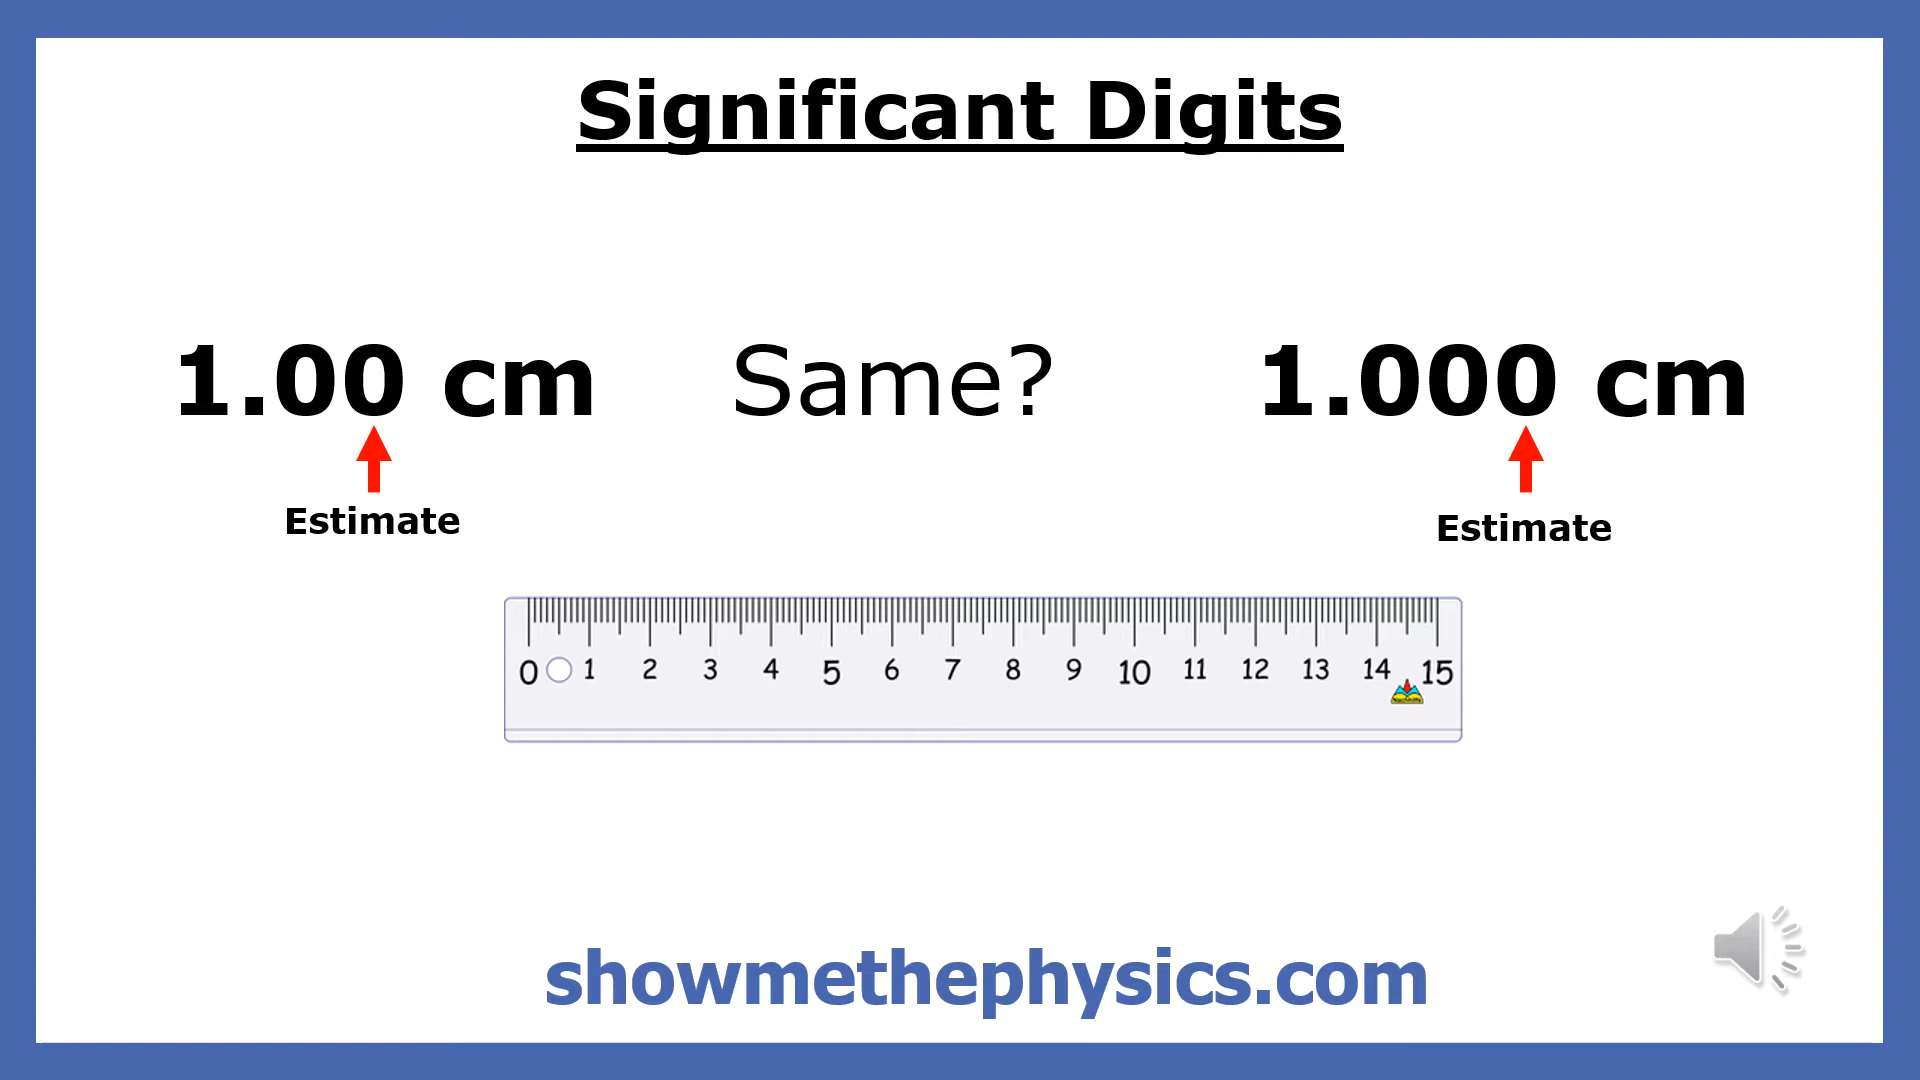 Significant Digits
1.00 cm Same? 1.000 cm
Estimate Estimate
0 1 2 3 4 5 6 7 8 9 10 11 12 13 14 15
showmethephysics.com